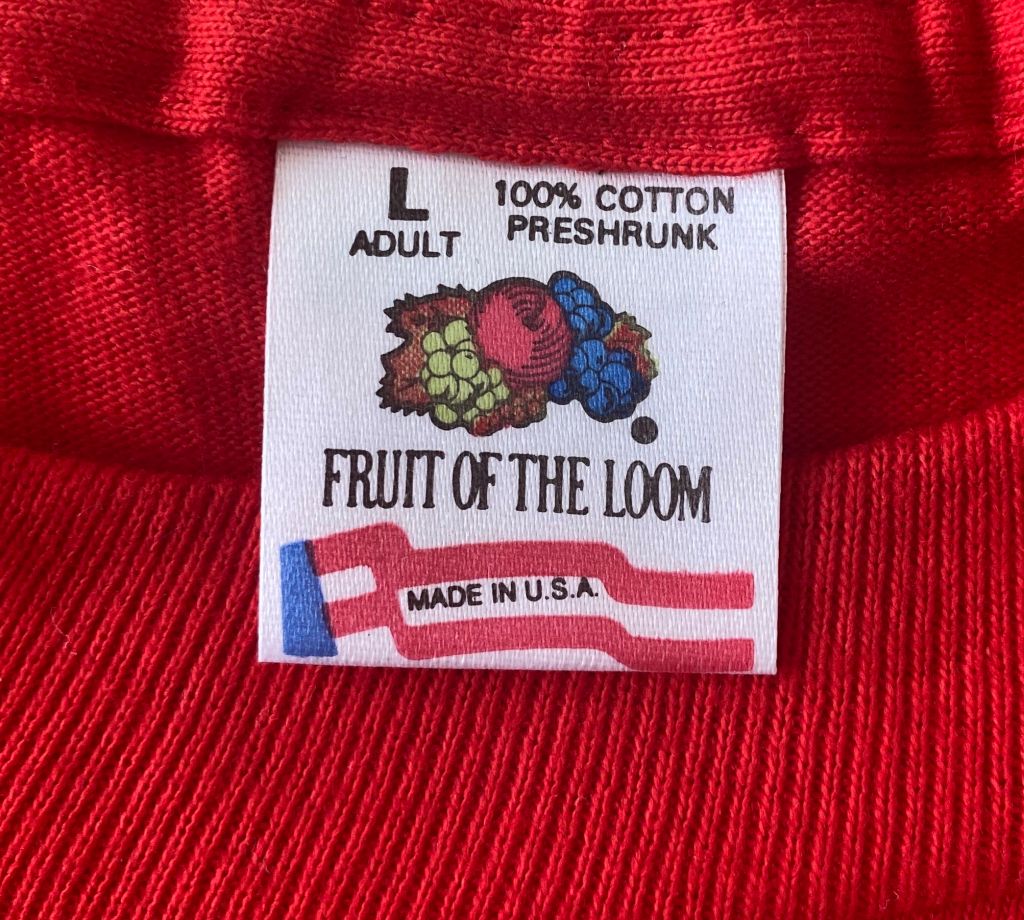 L
ADULT
100% COTTON
PRESHRUNK
FRUIT OF THE LOOM
MADE IN U.S.A.